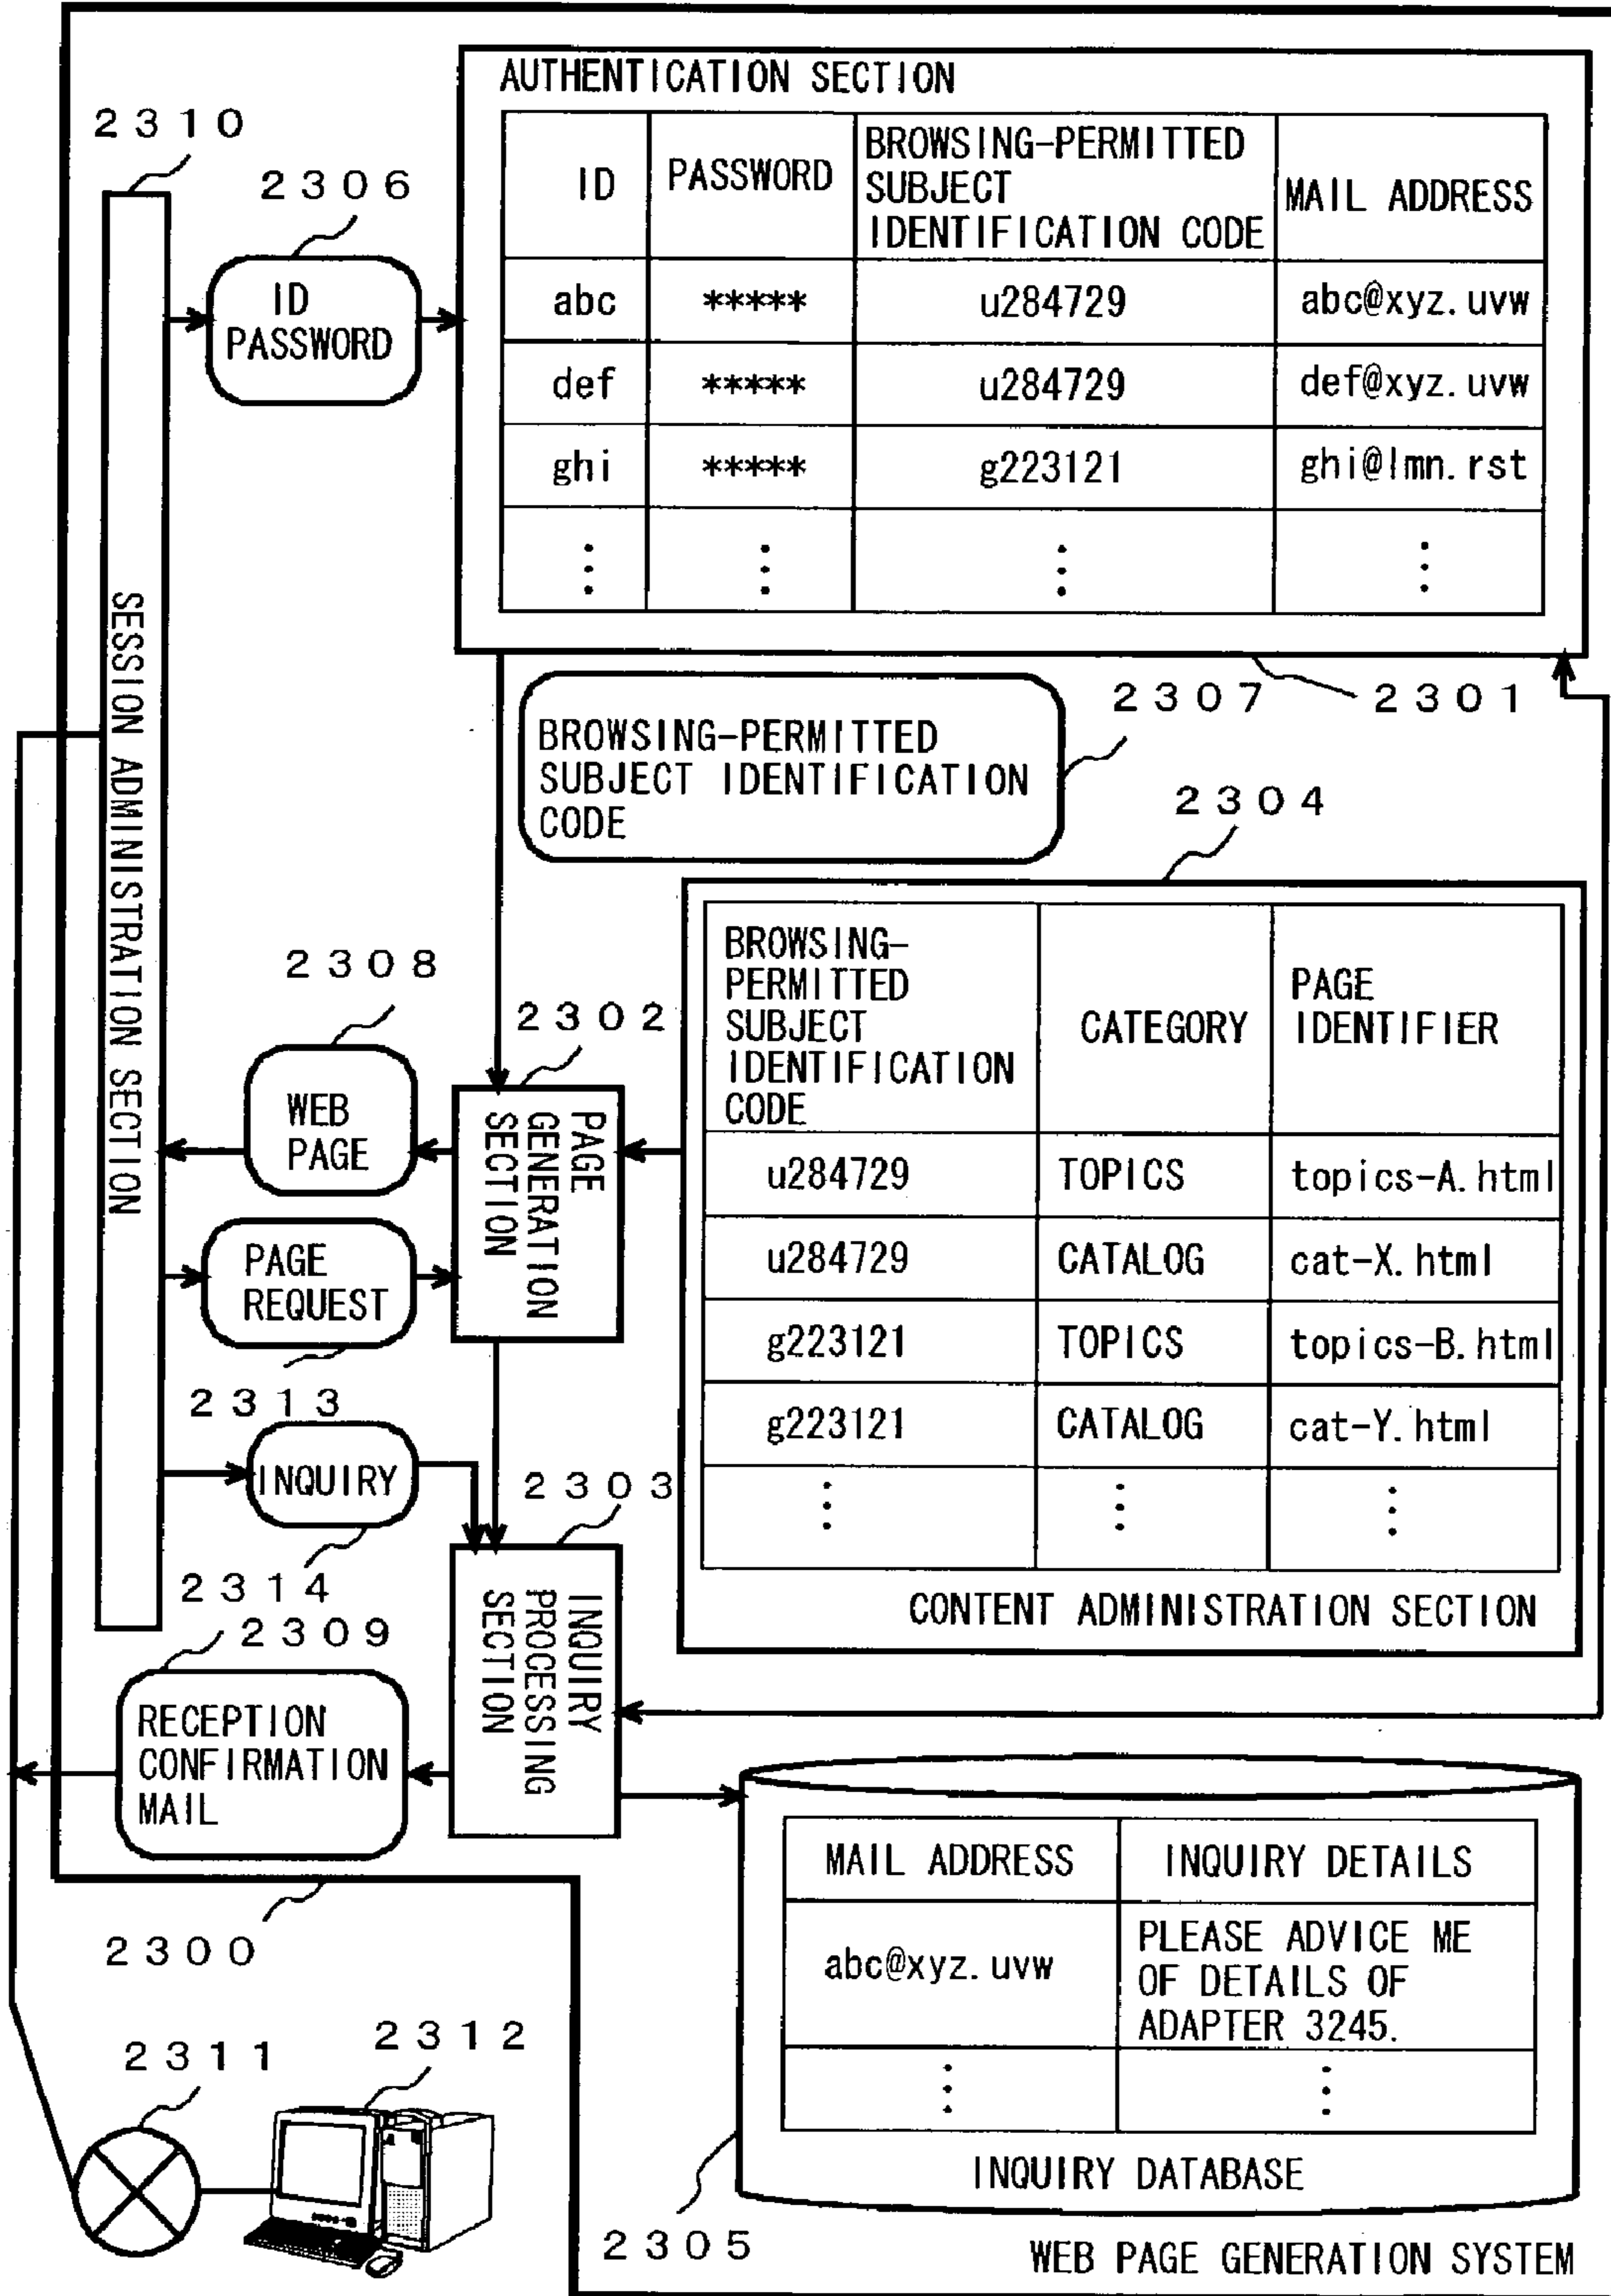 AUTHENTICATION SECTION
2310
2306
ID
PASSWORD
ID
PASSWORD
BROWSING-PERMITTED
SUBJECT
IDENTIFICATION CODE
MAIL ADDRESS
abc
*****
u284729
abc@xyz.uvw
def
*****
u284729
def@xyz.uvw
ghi
*****
g223121
ghi@lmn.rst
SESSION ADMINISTRATION SECTION
2307
2301
BROWSING-PERMITTED
SUBJECT IDENTIFICATION
CODE
2304
BROWSING-
PERMITTED
SUBJECT
IDENTIFICATION
CODE
CATEGORY
PAGE
IDENTIFIER
u284729
TOPICS
topics-A.html
u284729
CATALOG
cat-X.html
g223121
TOPICS
topics-B.html
g223121
CATALOG
cat-Y.html
CONTENT ADMINISTRATION SECTION
2308
2302
WEB
PAGE
PAGE
GENERATION
SECTION
PAGE
REQUEST
2313
INQUIRY
2303
2314
2309
INQUIRY
PROCESSING
SECTION
RECEPTION
CONFIRMATION
MAIL
2300
MAIL ADDRESS
INQUIRY DETAILS
abc@xyz.uvw
PLEASE ADVICE ME
OF DETAILS OF
ADAPTER 3245.
INQUIRY DATABASE
2311
2312
2305
WEB PAGE GENERATION SYSTEM